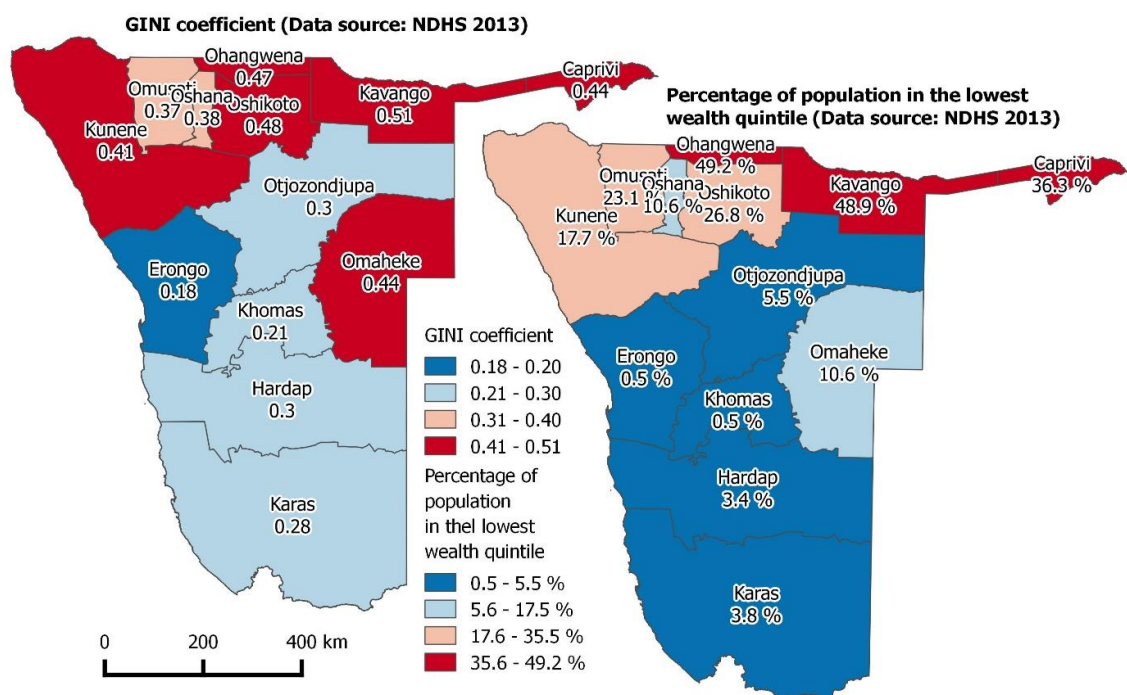 GINI coefficient (Data source: NDHS 2013)
Ohangwena
0.47
Omusati
0.37
Oshana
0.38
Oshikoto
0.48
Kavango
0.51
Caprivi
0.44
Kunene
0.41
Otjozondjupa
0.3
Erongo
0.18
Omaheke
0.44
Khomas
0.21
Hardap
0.3
Karas
0.28
Percentage of population in the lowest
wealth quintile (Data source: NDHS 2013)
Ohangwena
49.2 %
Omusati
23.1 %
Oshana
10.6 %
Oshikoto
26.8 %
Kavango
48.9 %
Caprivi
36.3 %
Kunene
17.7 %
Otjozondjupa
5.5 %
Erongo
0.5 %
Omaheke
10.6 %
Khomas
0.5 %
Hardap
3.4 %
Karas
3.8 %
GINI coefficient
0.18 - 0.20
0.21 - 0.30
0.31 - 0.40
0.41 - 0.51
Percentage of
population
in thel lowest
wealth quintile
0.5 - 5.5 %
5.6 - 17.5 %
17.6 - 35.5 %
35.6 - 49.2 %
0 200 400 km